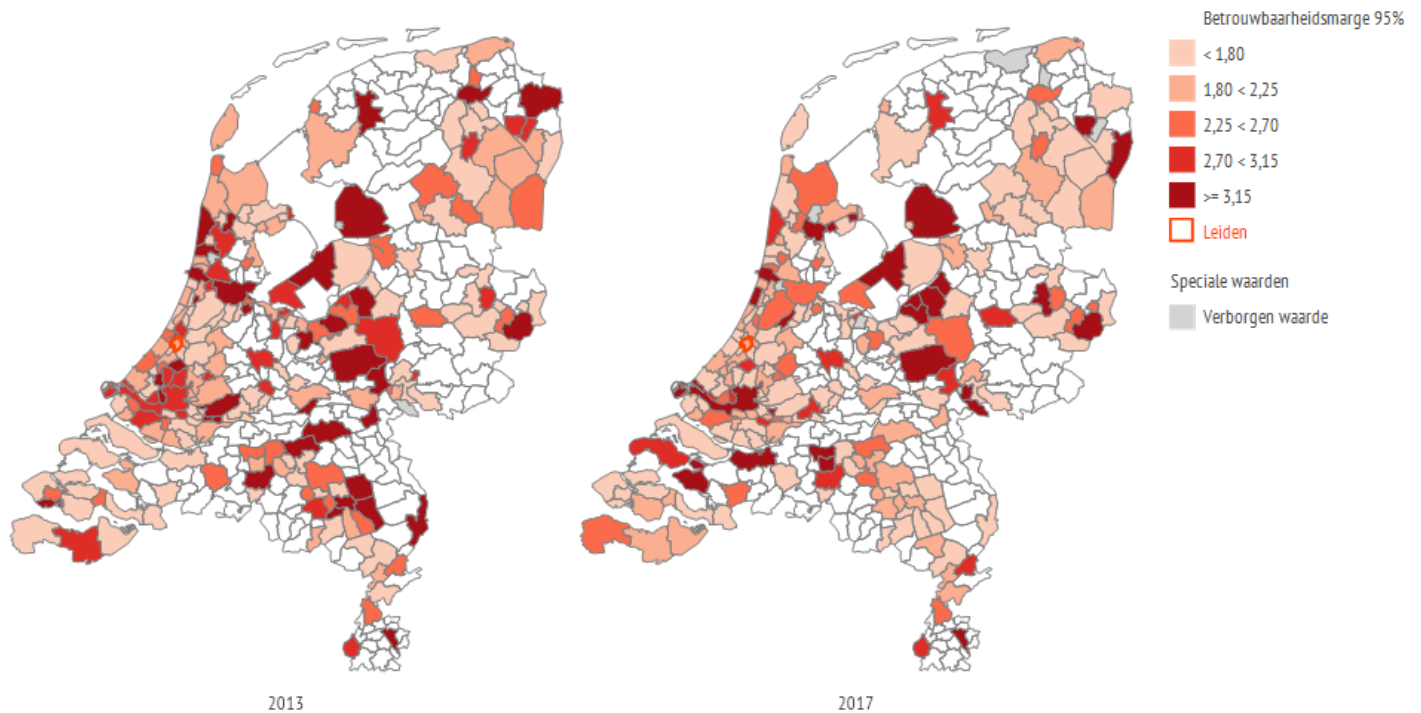 Betrouwbaarheidsmarge 95%
< 1,80
1,80 < 2,25
2,25 < 2,70
2,70 < 3,15
>= 3,15
Leiden
Speciale waarden
Verborgen waarde
2013
2017